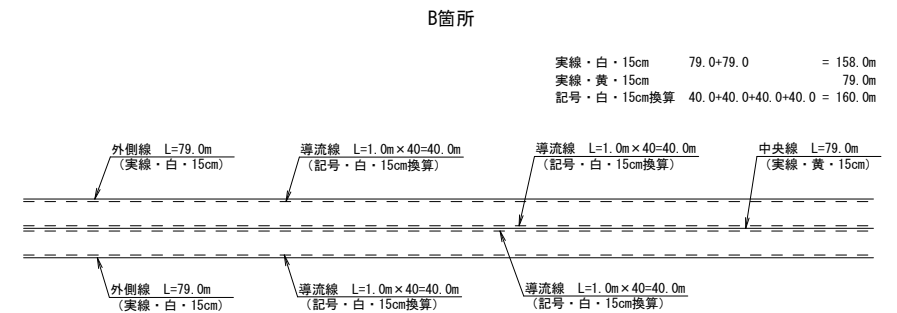 B箇所
実線・白・15cm 79.0+79.0 = 158.0m
実線・黄・15cm 79.0m
記号・白・15cm換算 40.0+40.0+40.0+40.0 = 160.0m
外側線 L=79.0m
(実線・白・15cm)
導流線 L=1.0m×40=40.0m
(記号・白・15cm換算)
導流線 L=1.0m×40=40.0m
(記号・白・15cm換算)
中央線 L=79.0m
(実線・黄・15cm)
外側線 L=79.0m
(実線・白・15cm)
導流線 L=1.0m×40=40.0m
(記号・白・15cm換算)
導流線 L=1.0m×40=40.0m
(記号・白・15cm換算)